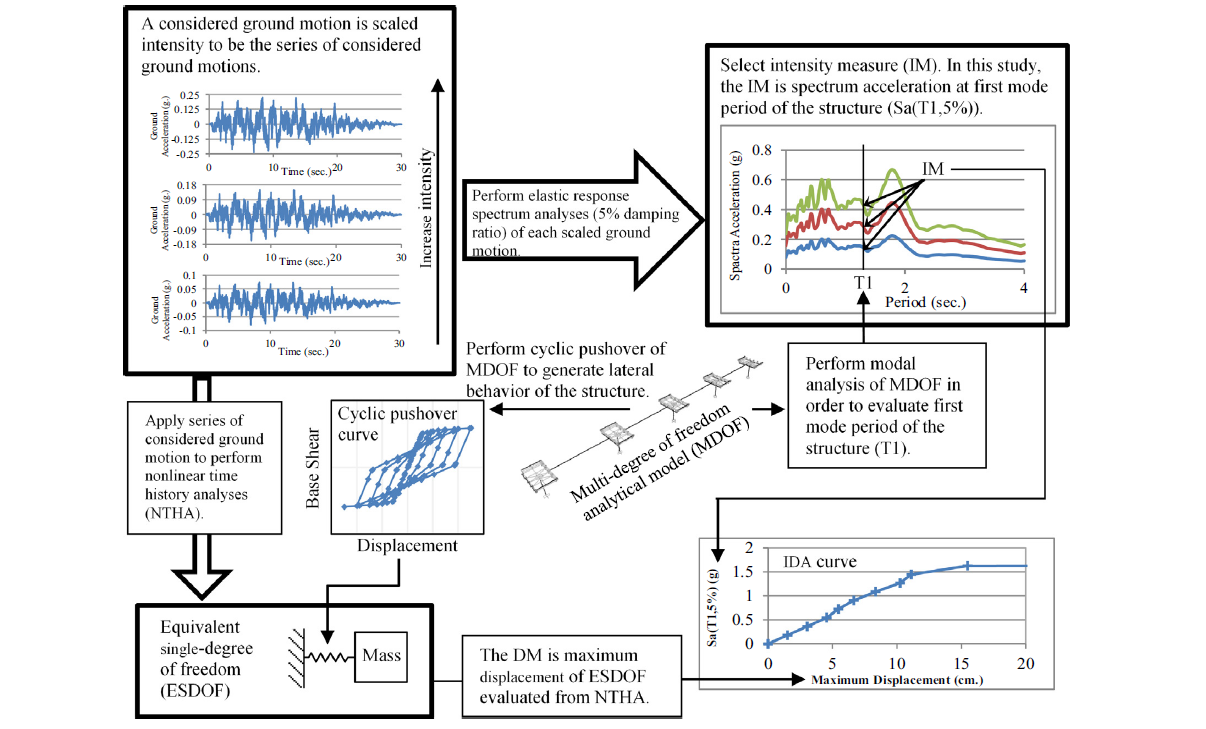 A considered ground motion is scaled
intensity to be the series of considered
ground motions.
Ground
Acceleration (g.)
0.25
0.125
0
-0.125
-0.25
0 10 20 30
Time (sec.)
Ground
Acceleration (g.)
0.18
0.09
0
-0.09
-0.18
0 10 20 30
Time (sec.)
Ground
Acceleration (g.)
0.1
0.05
0
-0.05
-0.1
0 10 20 30
Time (sec.)
Increase intensity
Perform elastic response
spectrum analyses (5% damping
ratio) of each scaled ground
motion.
Select intensity measure (IM). In this study,
the IM is spectrum acceleration at first mode
period of the structure (Sa(T1,5%)).
Spactra Acceleration (g)
0.8
0.6
0.4
0.2
0
IM
0 2 4
T1
Period (sec.)
Perform cyclic pushover of
MDOF to generate lateral
behavior of the structure.
Multi-degree of freedom
analytical model (MDOF)
Perform modal
analysis of MDOF in
order to evaluate first
mode period of the
structure (T1).
Apply series of
considered ground
motion to perform
nonlinear time
history analyses
(NTHA).
Cyclic pushover
curve
Base Shear
Displacement
Equivalent
single-degree
of freedom
(ESDOF)
Mass
The DM is maximum
displacement of ESDOF
evaluated from NTHA.
IDA curve
Sa(T1,5%) (g)
2
1.5
1
0.5
0
0 5 10 15 20
Maximum Displacement (cm.)